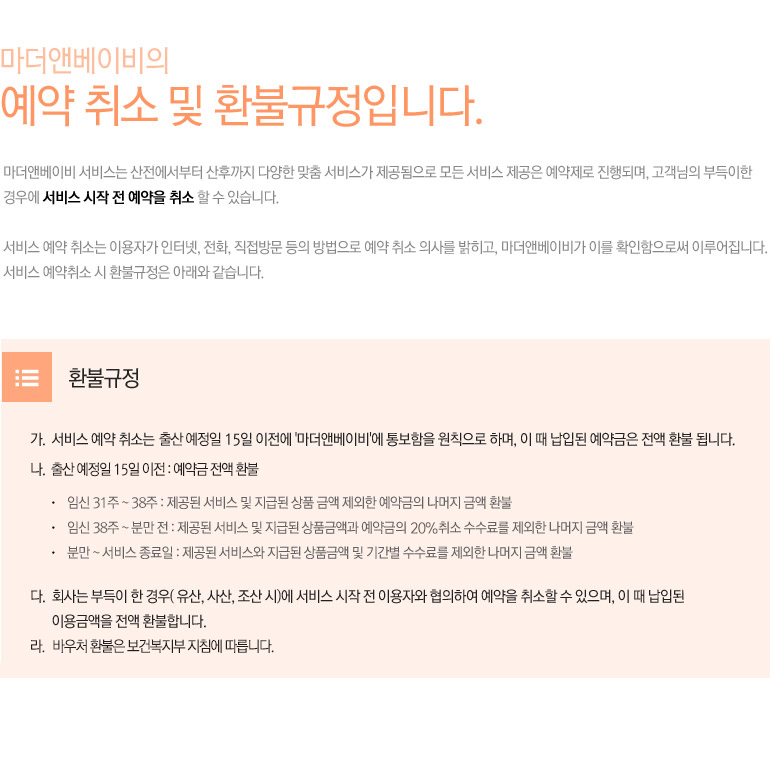 마더앤베이비의
예약 취소 및 환불규정입니다.
마더앤베이비 서비스는 산전에서부터 산후까지 다양한 맞춤 서비스가 제공됨으로 모든 서비스 제공은 예약제로 진행되며, 고객님의 부득이한
경우에 서비스 시작 전 예약을 취소 할 수 있습니다.
서비스 예약 취소는 이용자가 인터넷, 전화, 직접방문 등의 방법으로 예약 취소 의사를 밝히고, 마더앤베이비가 이를 확인함으로써 이루어집니다.
서비스 예약취소 시 환불규정은 아래와 같습니다.
환불규정
가. 서비스 예약 취소는 출산 예정일 15일 이전에 '마더앤베이비'에 통보함을 원칙으로 하며, 이 때 납입된 예약금은 전액 환불 됩니다.
나. 출산 예정일 15일 이전 : 예약금 전액 환불
• 임신 31주 ~ 38주 : 제공된 서비스 및 지급된 상품 금액 제외한 예약금의 나머지 금액 환불
• 임신 38주 ~ 분만 전 : 제공된 서비스 및 지급된 상품금액과 예약금의 20%취소 수수료를 제외한 나머지 금액 환불
• 분만 ~ 서비스 종료일 : 제공된 서비스와 지급된 상품금액 및 기간별 수수료를 제외한 나머지 금액 환불
다. 회사는 부득이 한 경우( 유산, 사산, 조산 시)에 서비스 시작 전 이용자와 협의하여 예약을 취소할 수 있으며, 이 때 납입된
이용금액을 전액 환불합니다.
라. 바우처 환불은 보건복지부 지침에 따릅니다.